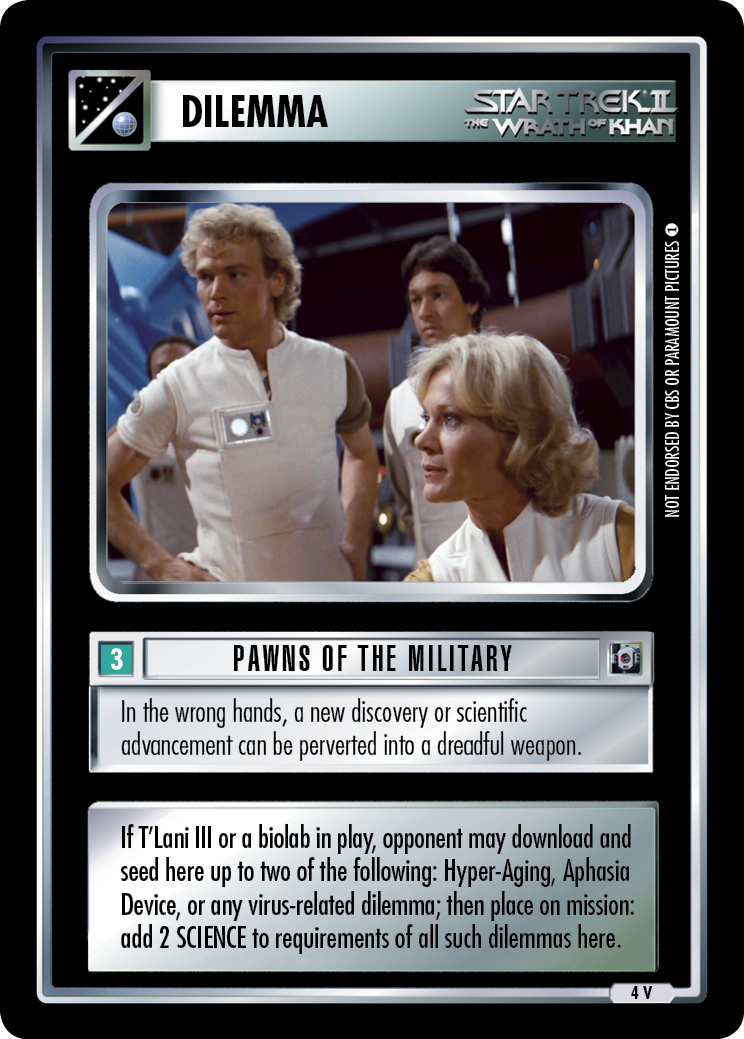 DILEMMA
STAR TREK II
THE WRATH OF KHAN
NOT ENDORSED BY CBS OR PARAMOUNT PICTURES 1
3 PAWNS OF THE MILITARY
In the wrong hands, a new discovery or scientific
advancement can be perverted into a dreadful weapon.
If T'Lani III or a biolab in play, opponent may download and
seed here up to two of the following: Hyper-Aging, Aphasia
Device, or any virus-related dilemma; then place on mission:
add 2 SCIENCE to requirements of all such dilemmas here.
4 V